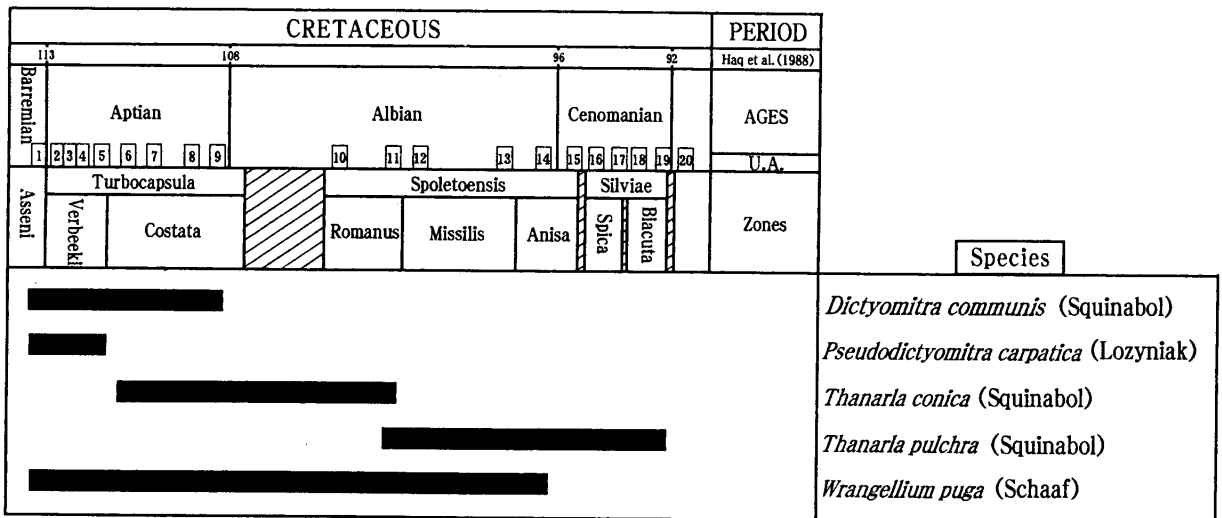 CRETACEOUS PERIOD
113 108 96 92 Haq et al. (1988)
Barremian Aptian Albian Cenomanian AGES
1 2 3 4 5 6 7 8 9 10 11 12 13 14 15 16 17 18 19 20 U.A.
Asseni Turbocapsula Spoletoensis Silviae Zones
Verbeeki Costata Romanus Missilis Anisa Spica Biacuta
Species
Dictyomitra communis (Squinabol)
Pseudodictyomitra carpatica (Lozyniak)
Thanarla conica (Squinabol)
Thanarla pulchra (Squinabol)
Wrangellium puga (Schaaf)